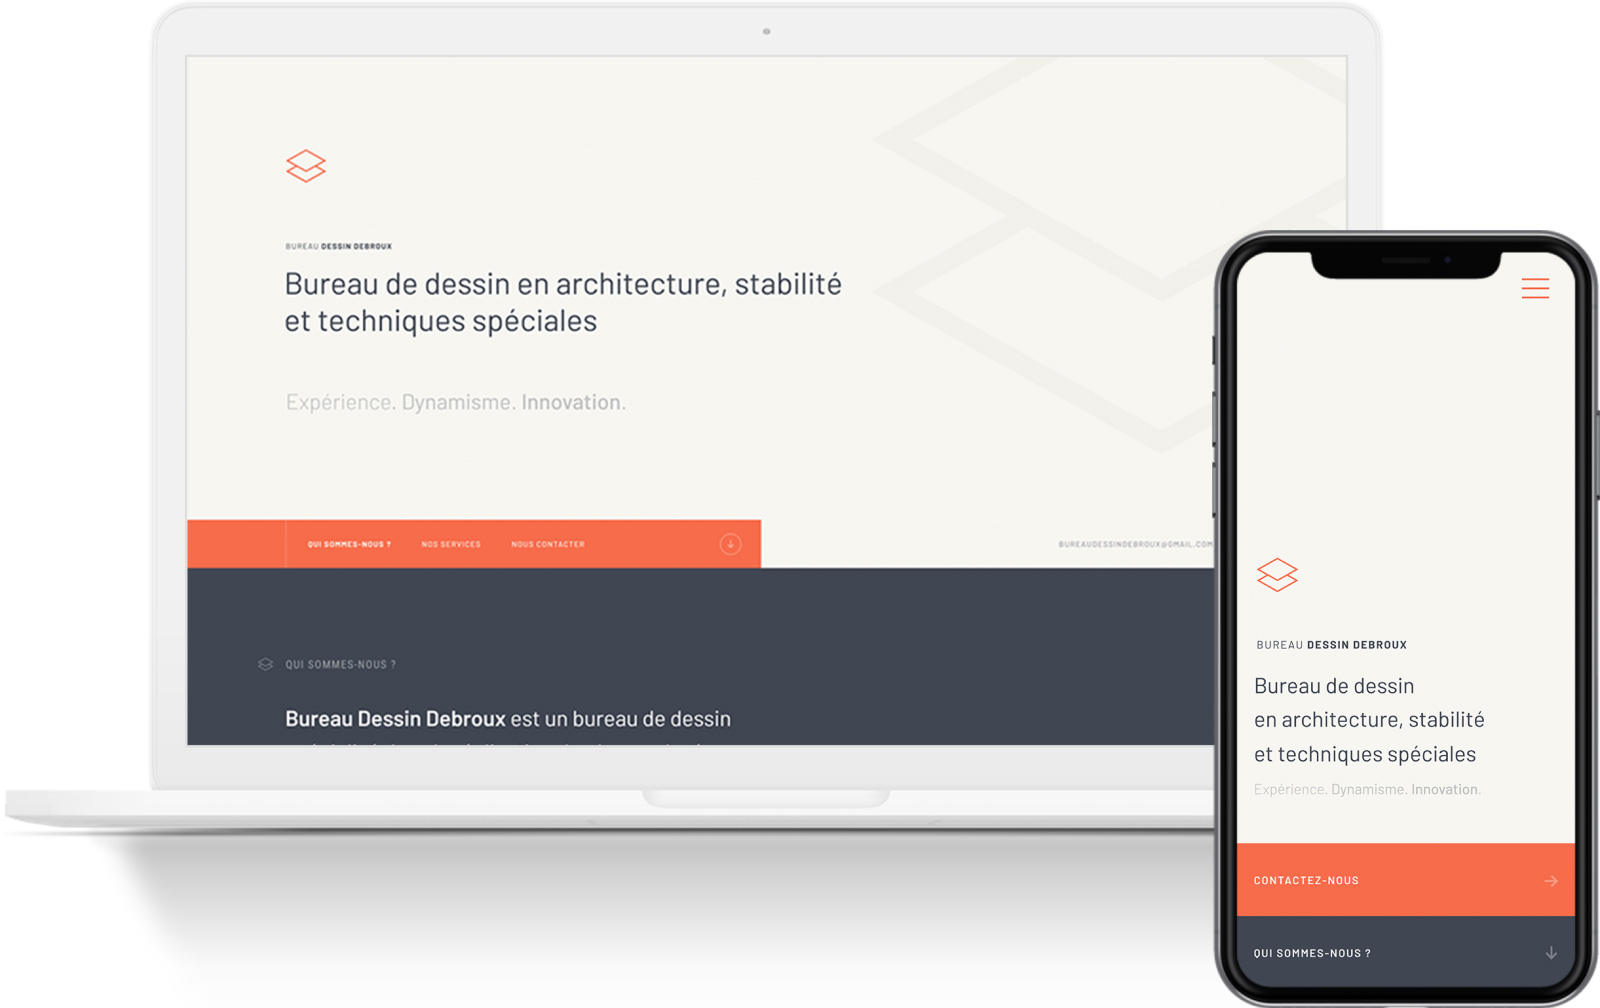 BUREAU DESSIN DEBROUX
Bureau de dessin en architecture, stabilité
et techniques spéciales
Expérience. Dynamisme. Innovation.
QUI SOMMES-NOUS ? NOS SERVICES NOUS CONTACTER
BUREAUDESSINDEBROUX@GMAIL.COM
QUI SOMMES-NOUS ?
Bureau Dessin Debroux est un bureau de dessin
BUREAU DESSIN DEBROUX
Bureau de dessin
en architecture, stabilité
et techniques spéciales
Expérience. Dynamisme. Innovation.
CONTACTEZ-NOUS
QUI SOMMES-NOUS ?